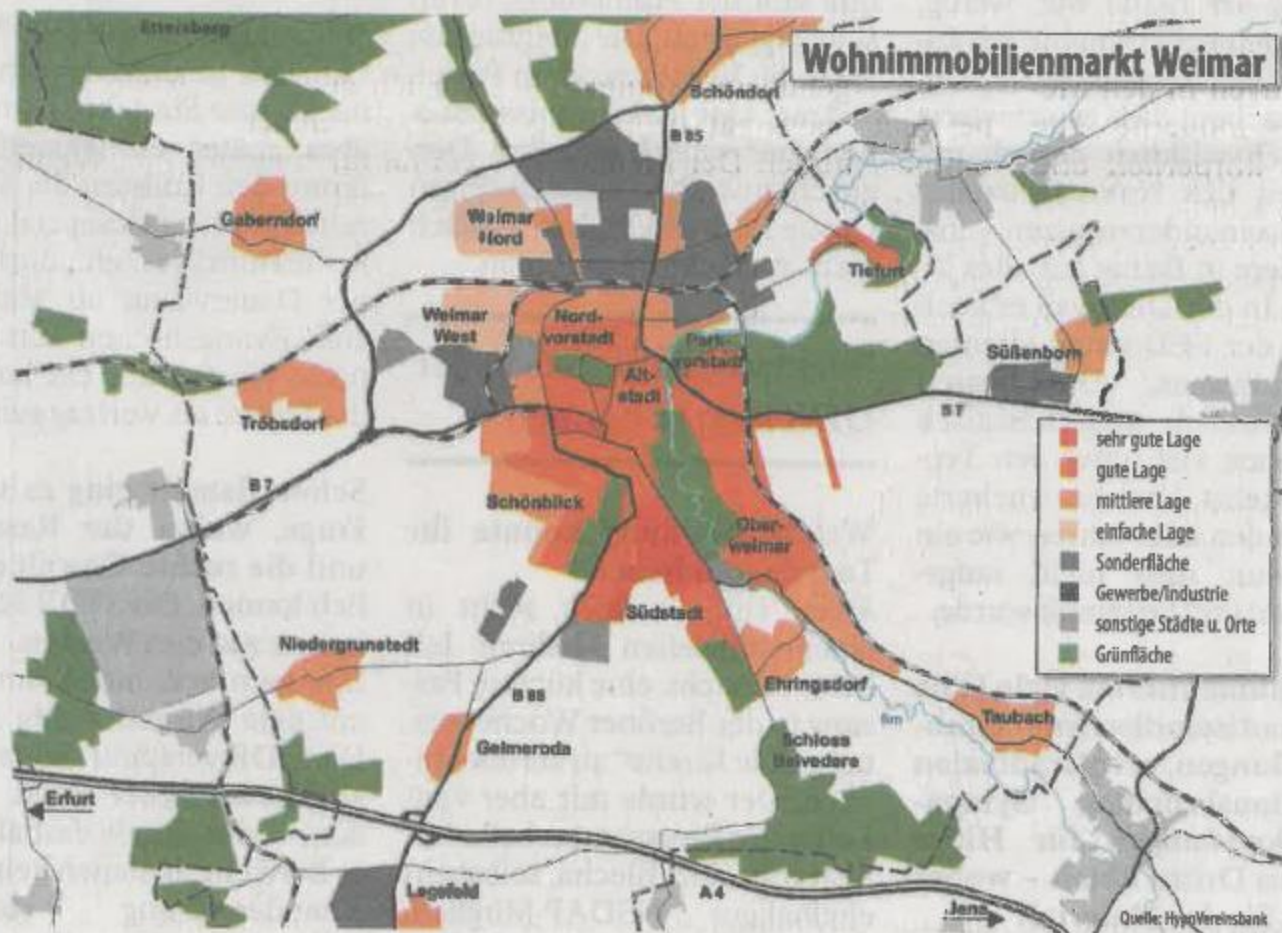 Wohnimmobilienmarkt Weimar
Ettersberg
Schöndorf
B 85
Gaberndorf
Weimar
Nord
Tiefurt
Weimar
West
Nord-
vorstadt
Park-
vorstadt
Alt-
stadt
Süßenborn
B 7
Tröbsdorf
B 7
Schönblick
Ober-
weimar
Südstadt
Niedergrunstedt
Ehringsdorf
Ilm
Taubach
B 85
Gelmeroda
Schloss
Belvedere
Erfurt
Legefeld
A 4
Jena
sehr gute Lage
gute Lage
mittlere Lage
einfache Lage
Sonderfläche
Gewerbe/Industrie
sonstige Städte u. Orte
Grünfläche
Quelle: HypoVereinsbank